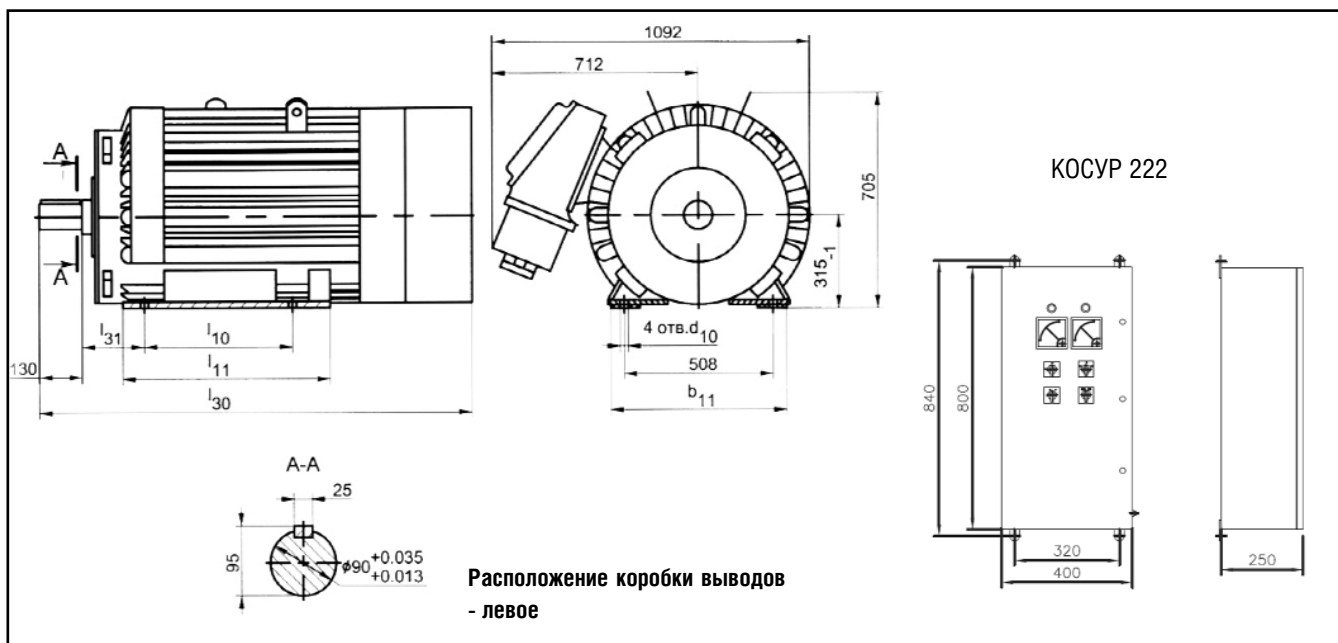 1092
712
A
A
705
315-1
l31
l10
l11
130
l30
4 отв.d10
508
b11
КОСУР 222
840
800
320
400
250
A-A
25
95
ϕ90 +0.035
+0.013
Расположение коробки выводов
- левое